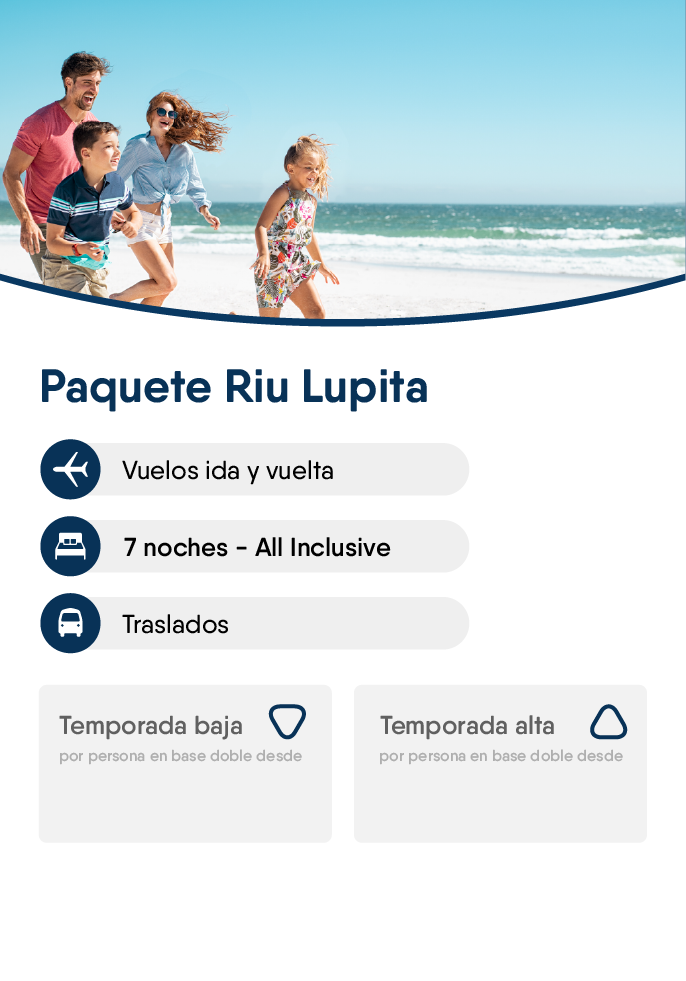 Paquete Riu Lupita
Vuelos ida y vuelta
7 noches - All Inclusive
Traslados
Temporada baja
por persona en base doble desde
Temporada alta
por persona en base doble desde